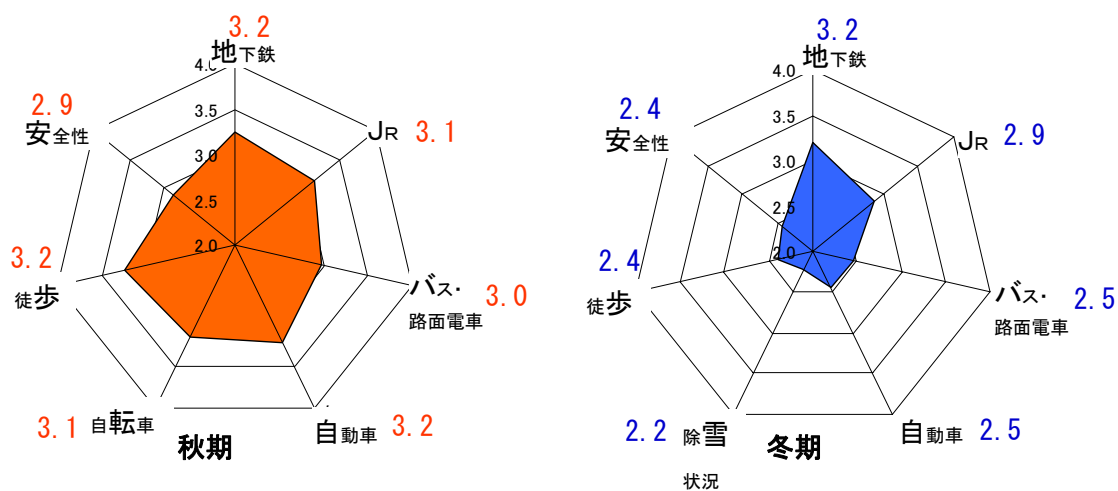 3.2
地下鉄
4.0
3.5
3.0
2.5
2.0
2.9
安全性
JR 3.1
3.2
徒歩
バス・ 3.0
路面電車
3.1 自転車
自動車 3.2
秋期
3.2
地下鉄
4.0
3.5
3.0
2.5
2.0
2.4
安全性
JR 2.9
2.4
徒歩
バス・ 2.5
路面電車
2.2 除雪
状況
自動車 2.5
冬期